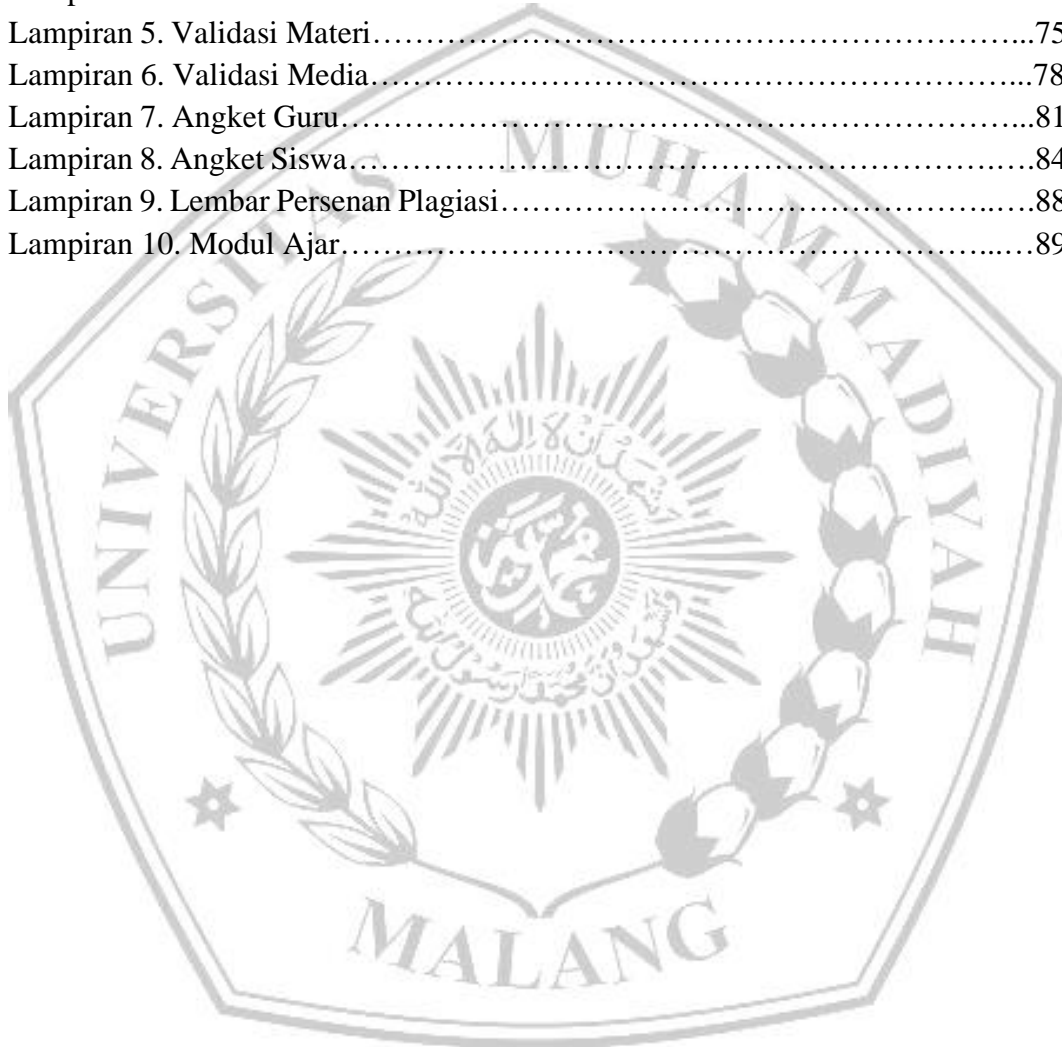 Lampiran 5. Validasi Materi…………………………………………………………...75
Lampiran 6. Validasi Media…………………………………………………………...78
Lampiran 7. Angket Guru……………………………………………………………...81
Lampiran 8. Angket Siswa………………………………………………………….….84
Lampiran 9. Lembar Persenan Plagiasi……………………………………………..….88
Lampiran 10. Modul Ajar…………………………………………………………...….89
UNIVERSITAS MUHAMMADIYAH
MALANG